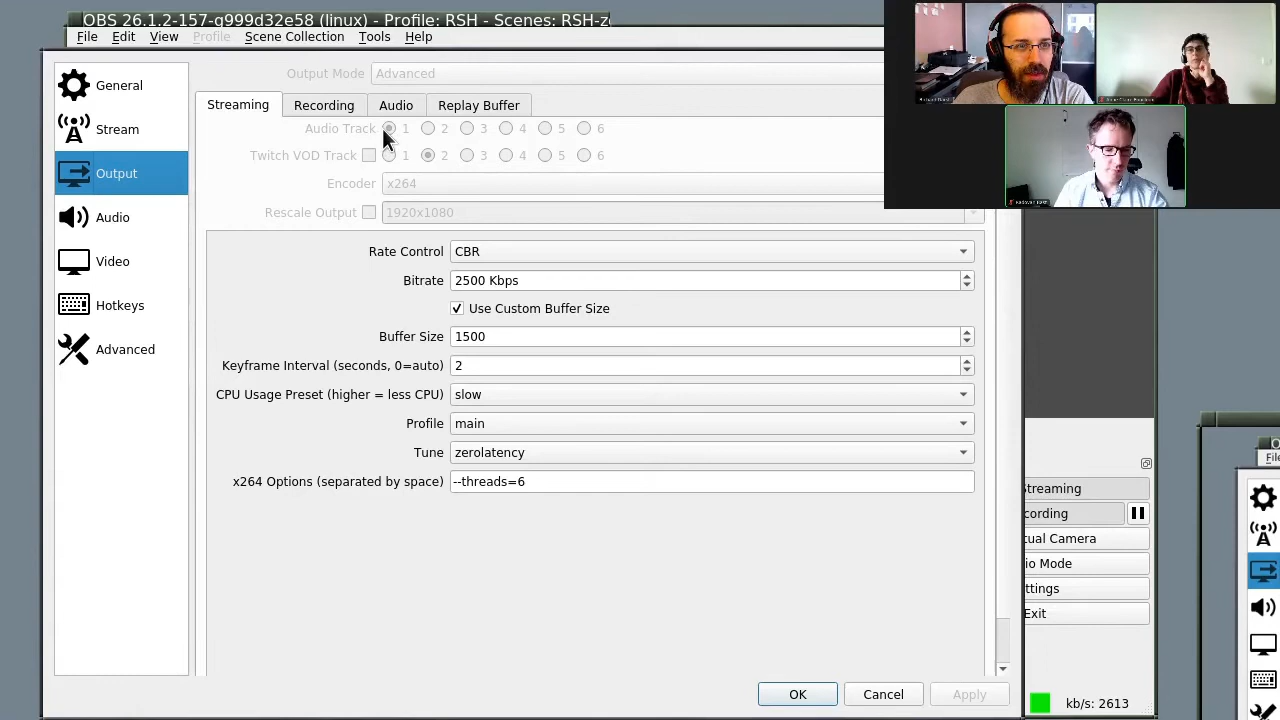 OBS 26.1.2-157-g999d32e58 (linux) - Profile: RSH - Scenes: RSH-z
File Edit View Profile Scene Collection Tools Help
General
Stream
Output
Audio
Video
Hotkeys
Advanced
Output Mode Advanced
Streaming Recording Audio Replay Buffer
Audio Track 1 2 3 4 5 6
Twitch VOD Track 1 2 3 4 5 6
Encoder x264
Rescale Output 1920x1080
Rate Control CBR
Bitrate 2500 Kbps
Use Custom Buffer Size
Buffer Size 1500
Keyframe Interval (seconds, 0=auto) 2
CPU Usage Preset (higher = less CPU) slow
Profile main
Tune zerolatency
x264 Options (separated by space) --threads=6
OK Cancel Apply
Streaming
cording
tual Camera
io Mode
ttings
Exit
kb/s: 2613
File